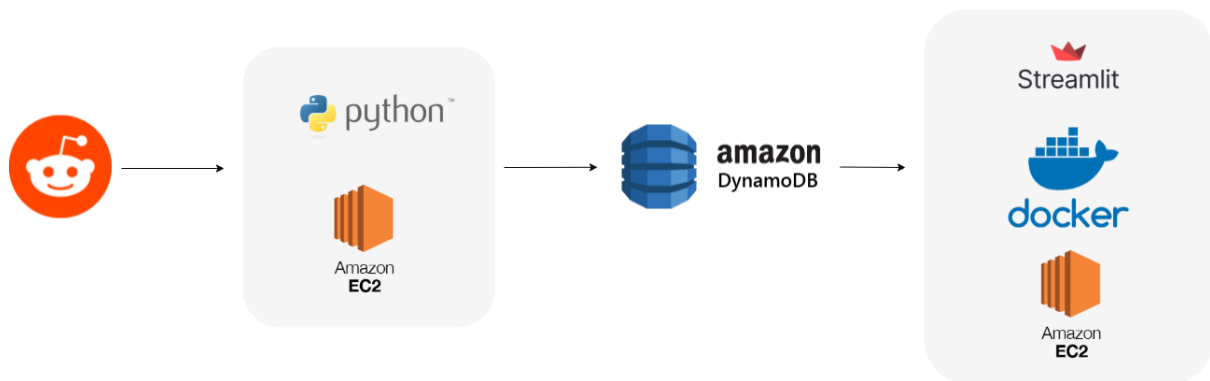 python™
Amazon
EC2
amazon
DynamoDB
Streamlit
docker
Amazon
EC2